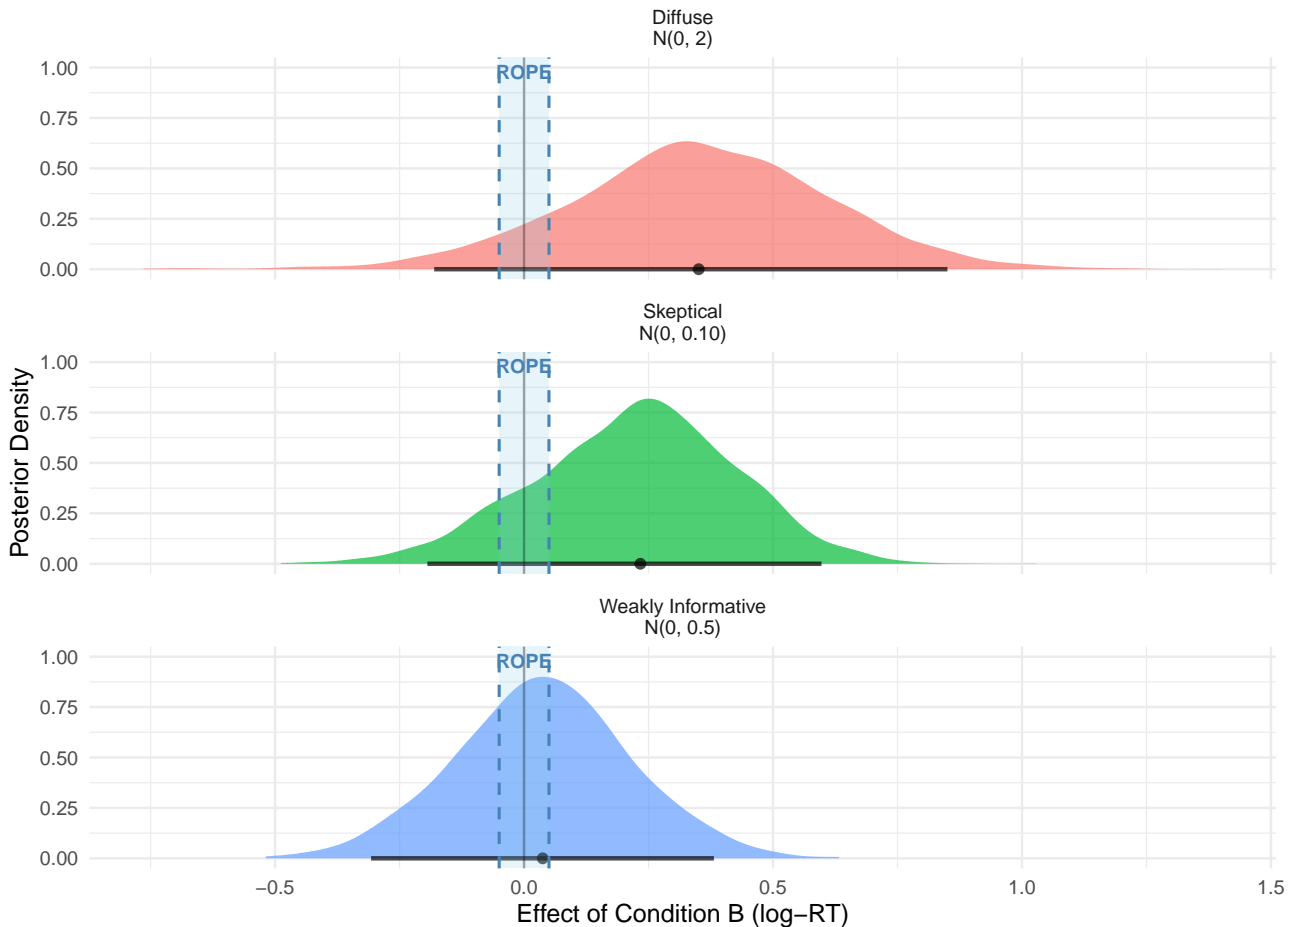 Diffuse
N(0, 2)
ROPE
1.00
0.75
0.50
0.25
0.00
Skeptical
N(0, 0.10)
ROPE
1.00
0.75
0.50
0.25
0.00
Posterior Density
Weakly Informative
N(0, 0.5)
ROPE
1.00
0.75
0.50
0.25
0.00
−0.5 0.0 0.5 1.0 1.5
Effect of Condition B (log−RT)